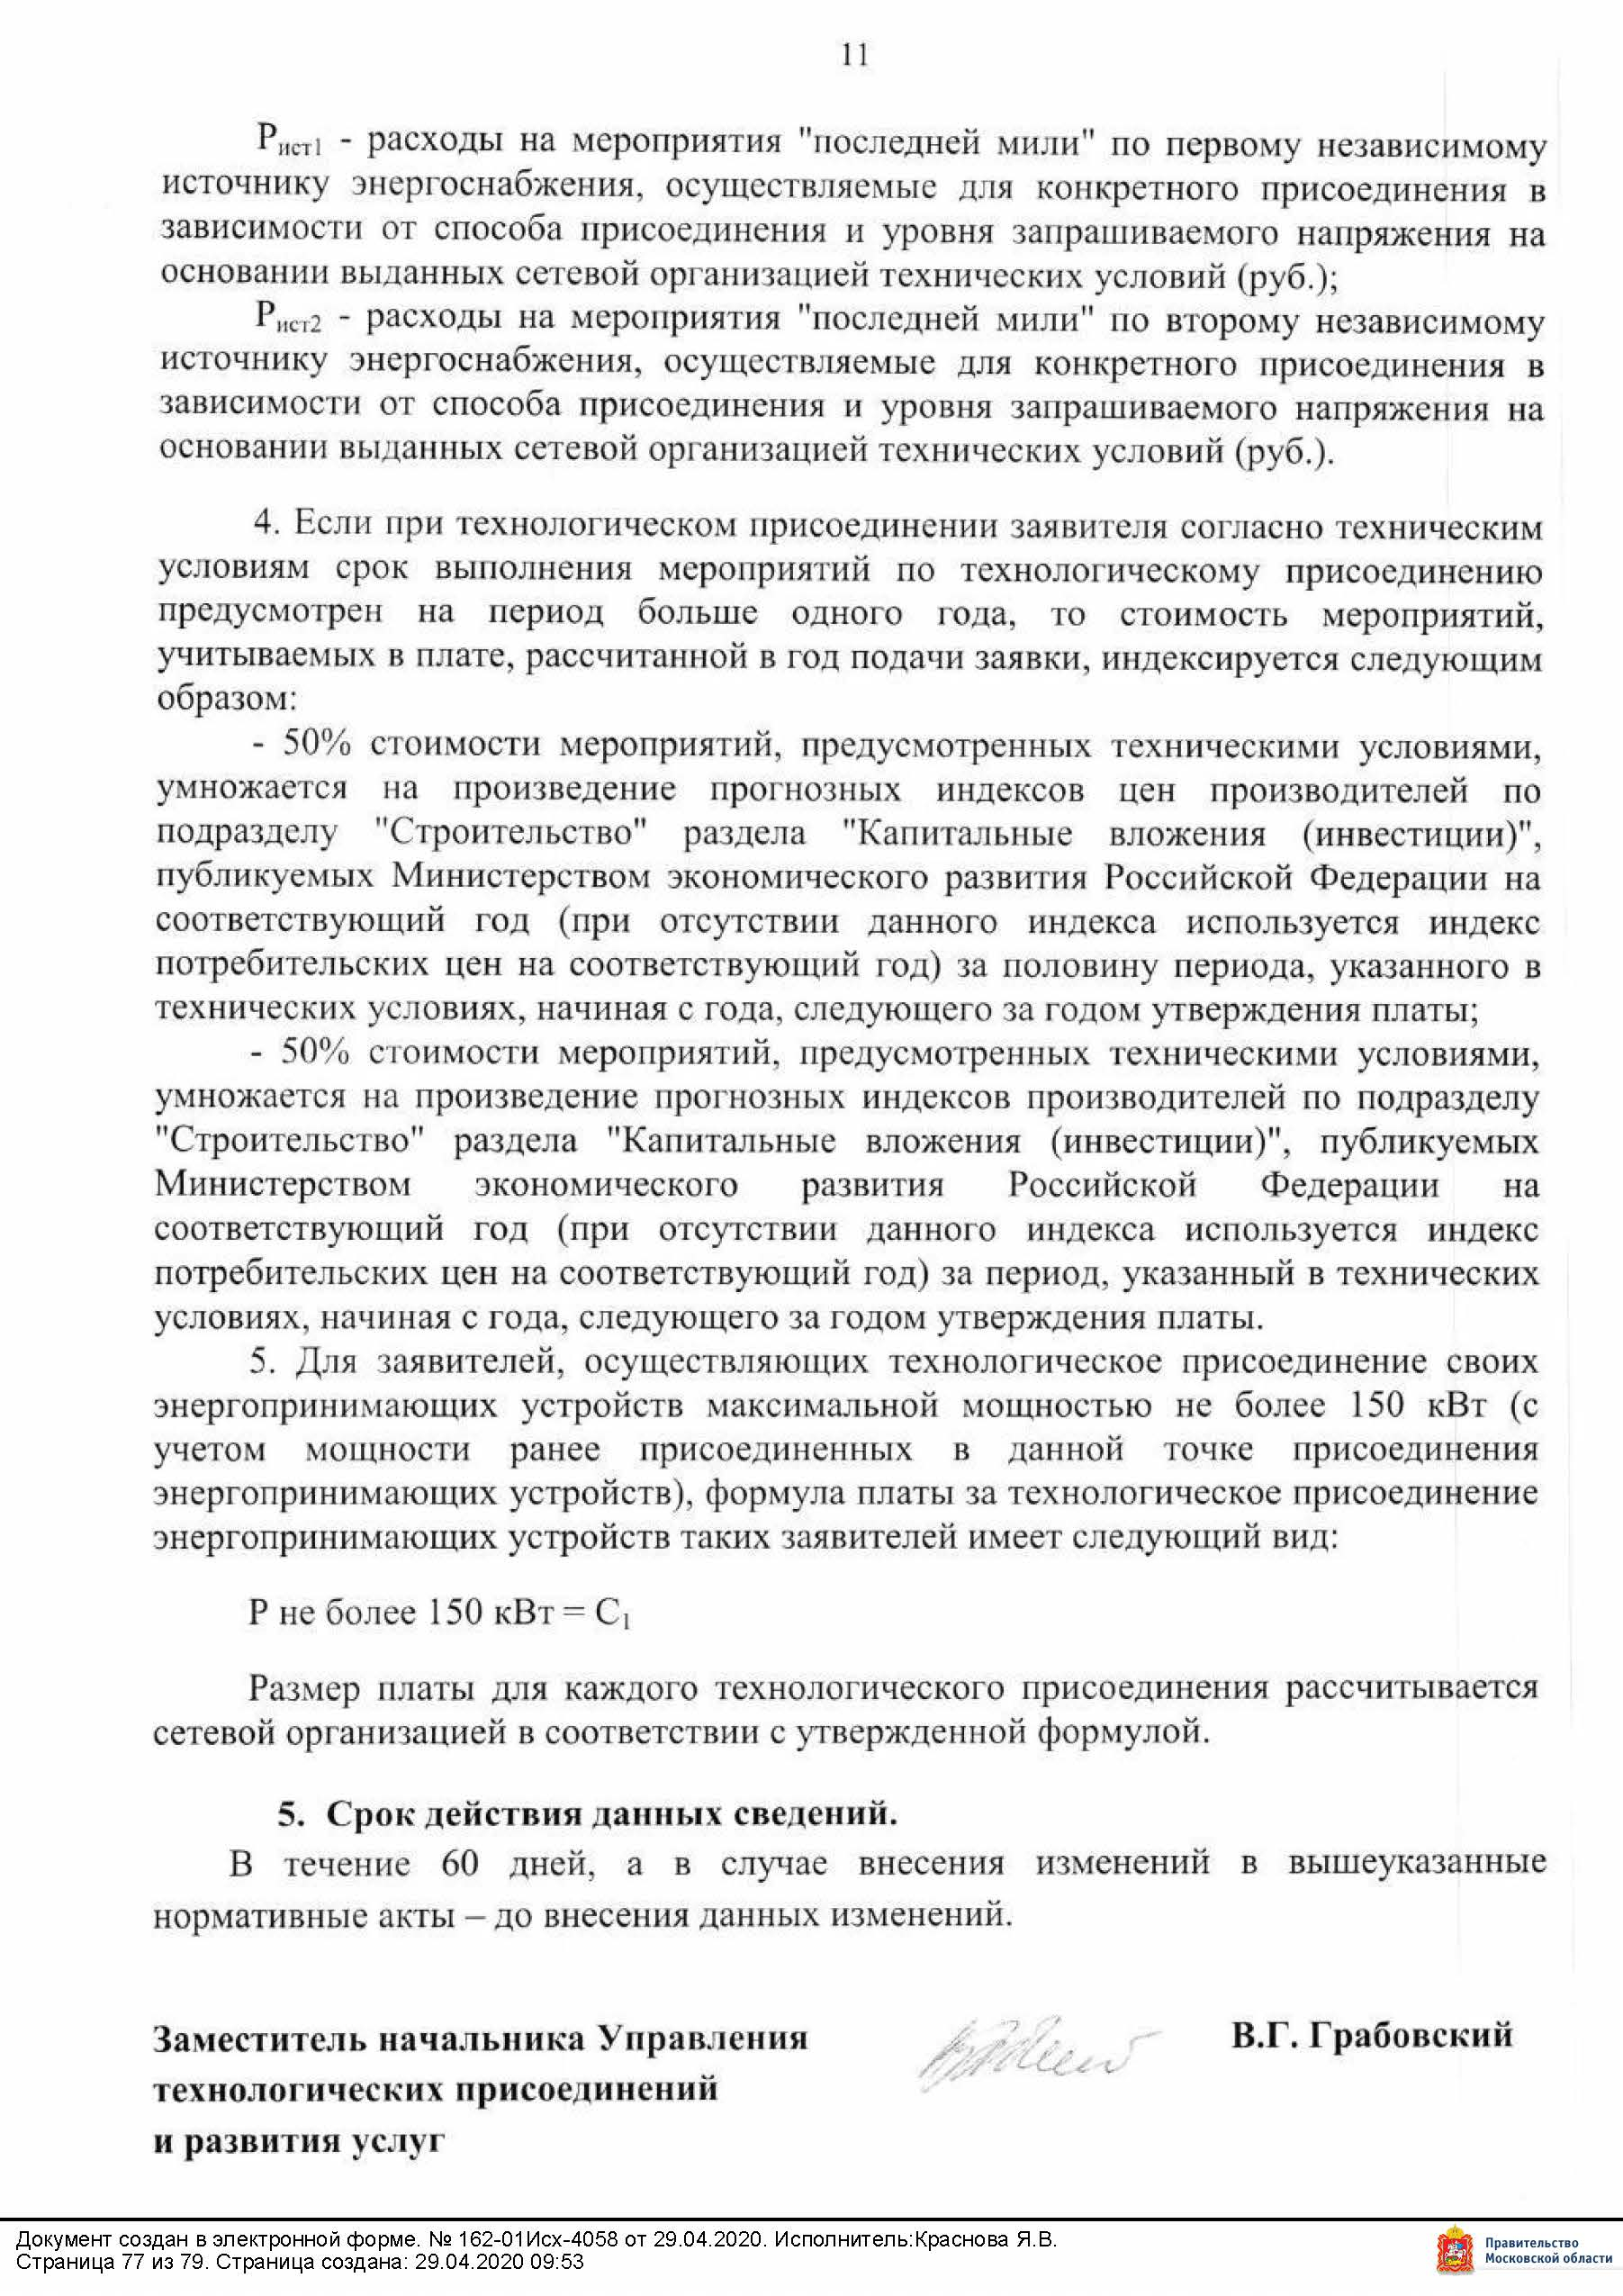 11
Рист1 - расходы на мероприятия "последней мили" по первому независимому
источнику энергоснабжения, осуществляемые для конкретного присоединения в
зависимости от способа присоединения и уровня запрашиваемого напряжения на
основании выданных сетевой организацией технических условий (руб.);
Рист2 - расходы на мероприятия "последней мили" по второму независимому
источнику энергоснабжения, осуществляемые для конкретного присоединения в
зависимости от способа присоединения и уровня запрашиваемого напряжения на
основании выданных сетевой организацией технических условий (руб.).
4. Если при технологическом присоединении заявителя согласно техническим
условиям срок выполнения мероприятий по технологическому присоединению
предусмотрен на период больше одного года, то стоимость мероприятий,
учитываемых в плате, рассчитанной в год подачи заявки, индексируется следующим
образом:
- 50% стоимости мероприятий, предусмотренных техническими условиями,
умножается на произведение прогнозных индексов цен производителей по
подразделу "Строительство" раздела "Капитальные вложения (инвестиции)",
публикуемых Министерством экономического развития Российской Федерации на
соответствующий год (при отсутствии данного индекса используется индекс
потребительских цен на соответствующий год) за половину периода, указанного в
технических условиях, начиная с года, следующего за годом утверждения платы;
- 50% стоимости мероприятий, предусмотренных техническими условиями,
умножается на произведение прогнозных индексов производителей по подразделу
"Строительство" раздела "Капитальные вложения (инвестиции)", публикуемых
Министерством экономического развития Российской Федерации на
соответствующий год (при отсутствии данного индекса используется индекс
потребительских цен на соответствующий год) за период, указанный в технических
условиях, начиная с года, следующего за годом утверждения платы.
5. Для заявителей, осуществляющих технологическое присоединение своих
энергопринимающих устройств максимальной мощностью не более 150 кВт (с
учетом мощности ранее присоединенных в данной точке присоединения
энергопринимающих устройств), формула платы за технологическое присоединение
энергопринимающих устройств таких заявителей имеет следующий вид:
Р не более 150 кВт = С1
Размер платы для каждого технологического присоединения рассчитывается
сетевой организацией в соответствии с утвержденной формулой.
5. Срок действия данных сведений.
В течение 60 дней, а в случае внесения изменений в вышеуказанные
нормативные акты – до внесения данных изменений.
Заместитель начальника Управления
технологических присоединений
и развития услуг
В.Г. Грабовский
Документ создан в электронной форме. № 162-01Исх-4058 от 29.04.2020. Исполнитель:Краснова Я.В.
Страница 77 из 79. Страница создана: 29.04.2020 09:53
Правительство
Московской области